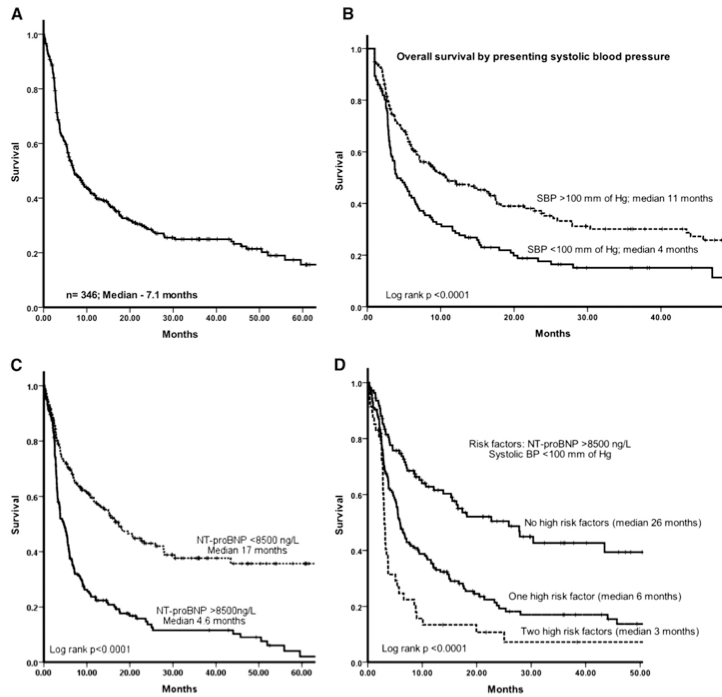 A
1.0
0.8
0.6
0.4
0.2
0.0
Survival
n= 346; Median - 7.1 months
0.00 10.00 20.00 30.00 40.00 50.00 60.00
Months
B
Overall survival by presenting systolic blood pressure
1.0
0.8
0.6
0.4
0.2
0.0
Survival
SBP >100 mm of Hg; median 11 months
SBP <100 mm of Hg; median 4 months
Log rank p <0.0001
.00 10.00 20.00 30.00 40.00
Months
C
1.0
0.8
0.6
0.4
0.2
0.0
Survival
NT-proBNP <8500 ng/L
Median 17 months
NT-proBNP >8500ng/L
Median 4.6 months
Log rank p<0.0001
0.00 10.00 20.00 30.00 40.00 50.00 60.00
Months
D
1.0
0.8
0.6
0.4
0.2
0.0
Survival
Risk factors: NT-proBNP >8500 ng/L
Systolic BP <100 mm of Hg
No high risk factors (median 26 months)
One high risk factor (median 6 months)
Two high risk factors (median 3 months)
Log rank p <0.0001
0.00 10.00 20.00 30.00 40.00 50.00
Months